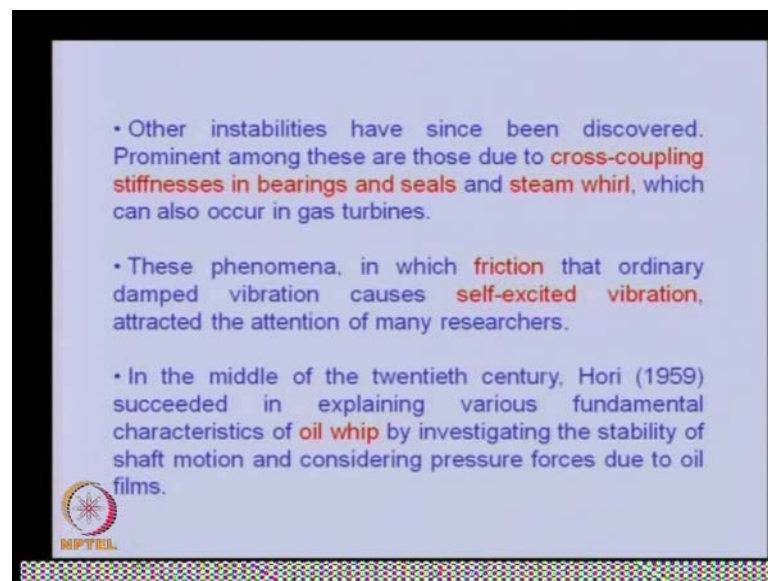 • Other instabilities have since been discovered.
Prominent among these are those due to cross-coupling
stiffnesses in bearings and seals and steam whirl, which
can also occur in gas turbines.
• These phenomena, in which friction that ordinary
damped vibration causes self-excited vibration,
attracted the attention of many researchers.
• In the middle of the twentieth century, Hori (1959)
succeeded in explaining various fundamental
characteristics of oil whip by investigating the stability of
shaft motion and considering pressure forces due to oil
films.
NPTEL